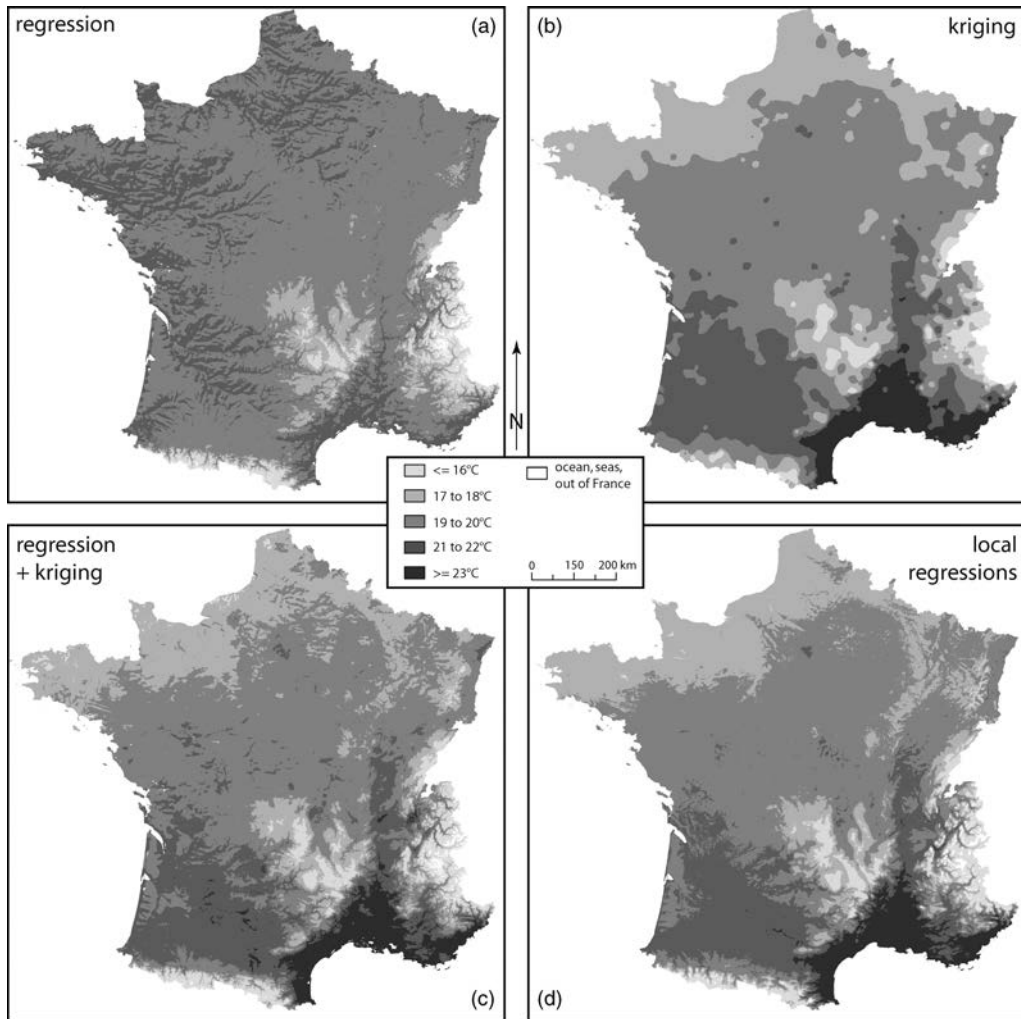 regression
(a)
(b)
kriging
N
<= 16°C
17 to 18°C
19 to 20°C
21 to 22°C
>= 23°C
ocean, seas,
out of France
0 150 200 km
regression
+ kriging
(c)
local
regressions
(d)